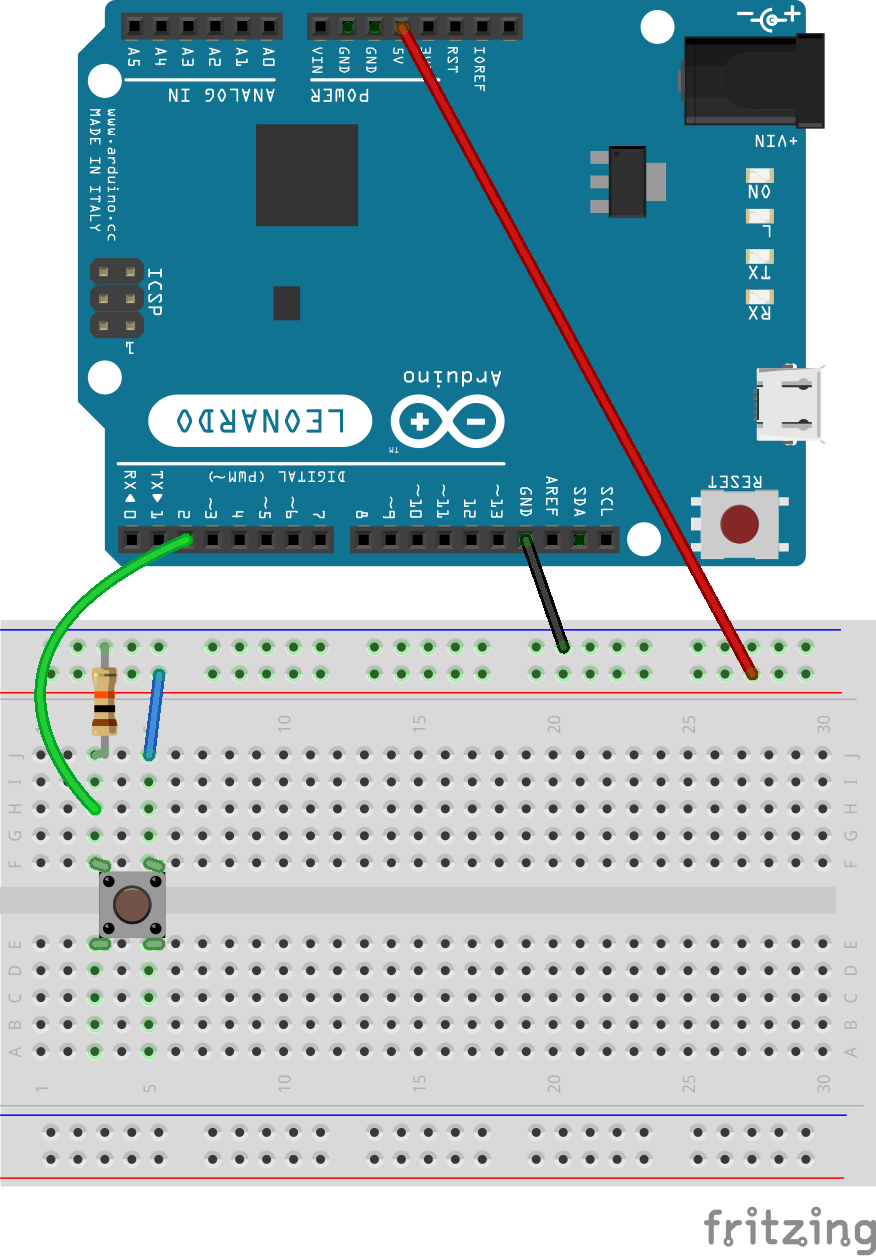 A5 A4 A3 A2 A1 A0
VIN GND GND 5V RST IOREF
ANALOG IN
POWER
www.arduino.cc
MADE IN ITALY
+VIN
ON
L
TX
RX
ICSP
1
Arduino
LEONARDO
TM
DIGITAL (PWM~)
RESET
RX◄0 TX►1 2 ~3 4 ~5 ~6 7 8 ~9 ~10 ~11 12 ~13 GND AREF SDA SCL
10 15 20 25 30
J J
I I
H H
G G
F F
E E
D D
C C
B B
A A
1 5 10 15 20 25 30
fritzing